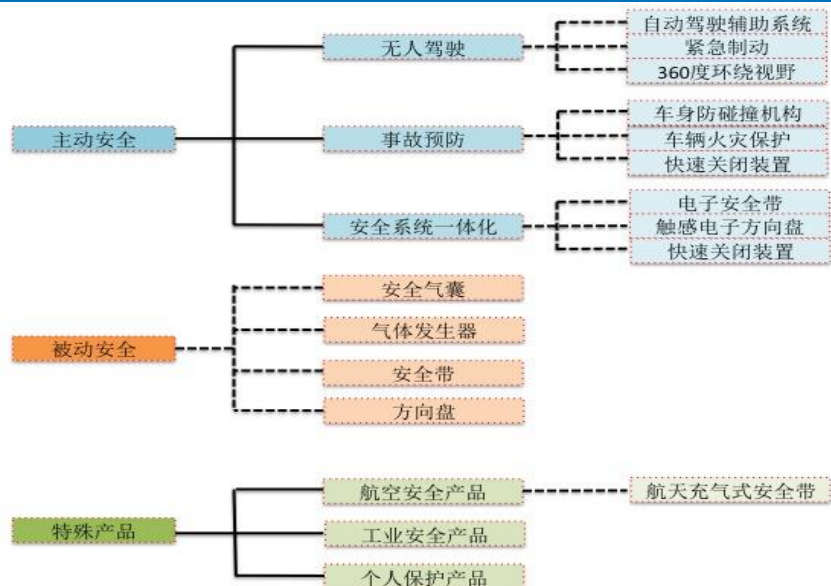 主动安全
无人驾驶
自动驾驶辅助系统
紧急制动
360度环绕视野
事故预防
车身防碰撞机构
车辆火灾保护
快速关闭装置
安全系统一体化
电子安全带
触感电子方向盘
快速关闭装置
被动安全
安全气囊
气体发生器
安全带
方向盘
特殊产品
航空安全产品
航天充气式安全带
工业安全产品
个人保护产品